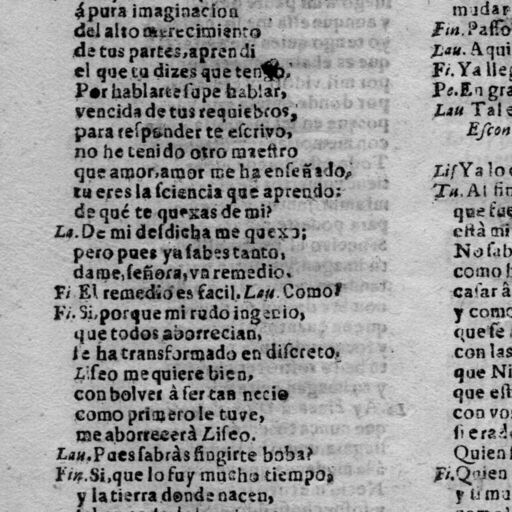 á pura imaginacion
del alto merecimiento
de tus partes, aprendi
el que tu dizes que tengo.
Por hablarte supe hablar,
vencida de tus requiebros,
para responder te escrivo,
no he tenido otro maestro
que amor, amor me ha enseñado,
tu eres la sciencia que aprendo:
de qué te quexas de mi?
La. De mi desdicha me quexo;
pero pues ya sabes tanto,
dame, señora, vn remedio.
Fi. El remedio es facil. Lau. Como?
Fi. Si, porque mi rudo ingenio,
que todos aborrecian,
se ha transformado en discreto,
Liseo me quiere bien,
con bolver à ser tan necio
como primero le tuve,
me aborrecerà Liseo.
Lau. Pues sabràs fingirte boba?
Fin. Si, que lo fuy mucho tiempo,
y la tierra donde nacen,
mudar
Fin. Passo
Lau. Aqui
Fi. Ya lleg
Pe. En gra
Lau Tal e
Escon
Lis Ya lo
Tu. Al fin
que fue
està mi
No sab
como h
casar â
y como
que se
con las
que Ni
que est
con vo
si erad
Quien
Fi. Quien
y si mu